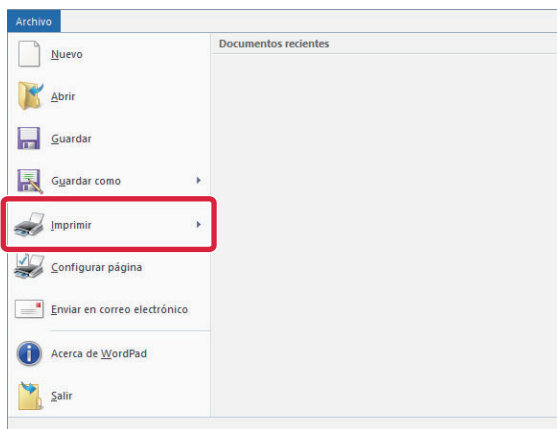 Archivo
Documentos recientes
Nuevo
Abrir
Guardar
Guardar como
Imprimir
Configurar página
Enviar en correo electrónico
Acerca de WordPad
Salir